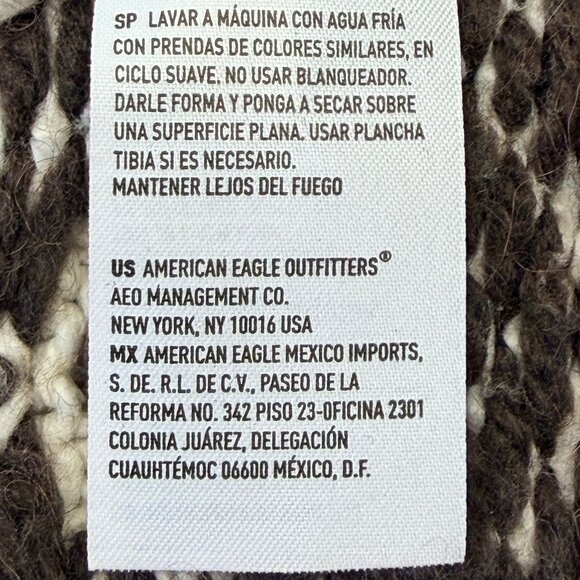 SP LAVAR A MÁQUINA CON AGUA FRÍA
CON PRENDAS DE COLORES SIMILARES, EN
CICLO SUAVE. NO USAR BLANQUEADOR.
DARLE FORMA Y PONGA A SECAR SOBRE
UNA SUPERFICIE PLANA. USAR PLANCHA
TIBIA SI ES NECESARIO.
MANTENER LEJOS DEL FUEGO
US AMERICAN EAGLE OUTFITTERS®
AEO MANAGEMENT CO.
NEW YORK, NY 10016 USA
MX AMERICAN EAGLE MEXICO IMPORTS,
S. DE. R.L. DE C.V., PASEO DE LA
REFORMA NO. 342 PISO 23-OFICINA 2301
COLONIA JUÁREZ, DELEGACIÓN
CUAUHTÉMOC 06600 MÉXICO, D.F.